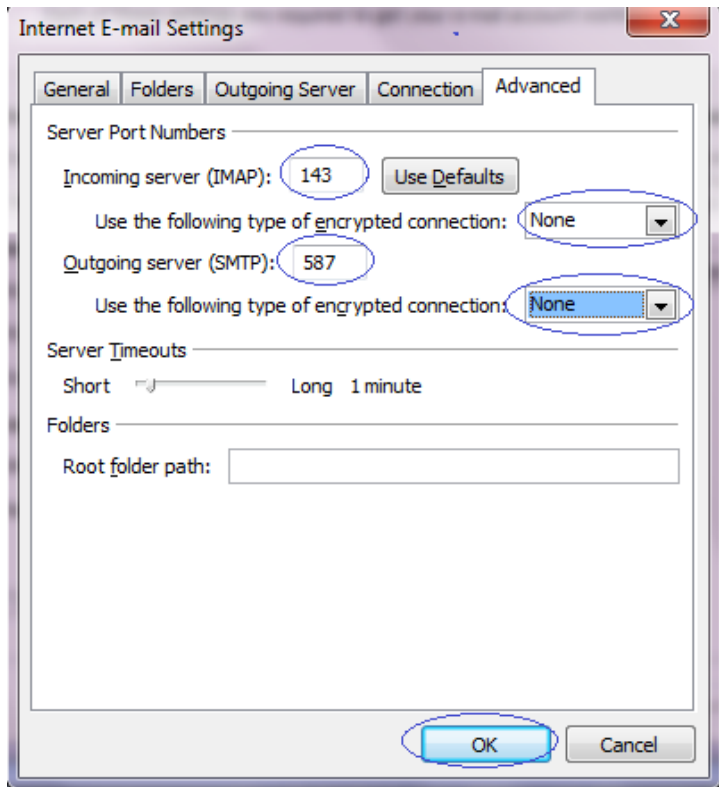 Internet E-mail Settings
General Folders Outgoing Server Connection Advanced
Server Port Numbers
Incoming server (IMAP): 143 Use Defaults
Use the following type of encrypted connection: None
Outgoing server (SMTP): 587
Use the following type of encrypted connection: None
Server Timeouts
Short Long 1 minute
Folders
Root folder path:
OK Cancel